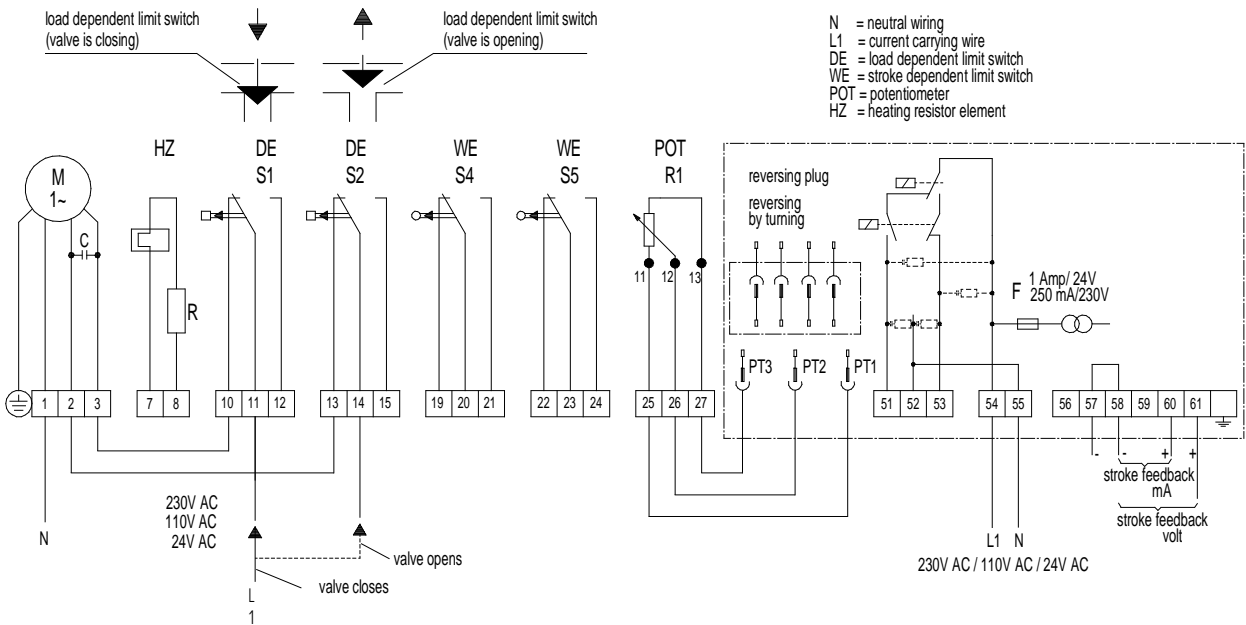 load dependent limit switch
(valve is closing)
load dependent limit switch
(valve is opening)
N = neutral wiring
L1 = current carrying wire
DE = load dependent limit switch
WE = stroke dependent limit switch
POT = potentiometer
HZ = heating resistor element
M
1~
C
HZ
R
DE
S1
DE
S2
WE
S4
WE
S5
POT
R1
11 12 13
reversing plug
reversing
by turning
PT3 PT2 PT1
F
1 Amp/ 24V
250 mA/230V
1 2 3 7 8 10 11 12 13 14 15 19 20 21 22 23 24 25 26 27 51 52 53 54 55 56 57 58 59 60 61
- - + +
stroke feedback
mA
stroke feedback
volt
N
230V AC
110V AC
24V AC
valve opens
valve closes
L
1
L1 N
230V AC / 110V AC / 24V AC